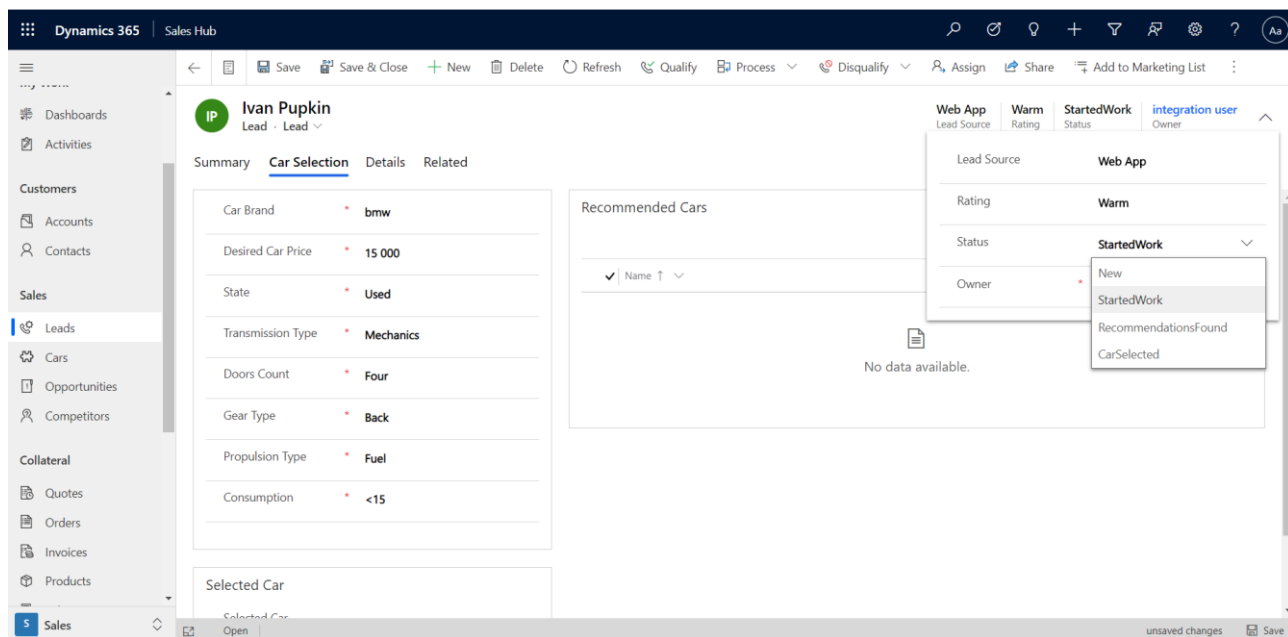 Dynamics 365 Sales Hub
Aa
Save Save & Close New Delete Refresh Qualify Process Disqualify Assign Share Add to Marketing List
Dashboards
Activities
Customers
Accounts
Contacts
Sales
Leads
Cars
Opportunities
Competitors
Collateral
Quotes
Orders
Invoices
Products
S Sales
IP
Ivan Pupkin
Lead · Lead
Web App Warm StartedWork integration user
Lead Source Rating Status Owner
Summary Car Selection Details Related
Car Brand * bmw
Desired Car Price * 15 000
State * Used
Transmission Type * Mechanics
Doors Count * Four
Gear Type * Back
Propulsion Type * Fuel
Consumption * <15
Selected Car
Selected Car
Recommended Cars
Name ↑
No data available.
Lead Source Web App
Rating Warm
Status StartedWork
Owner *
New
StartedWork
RecommendationsFound
CarSelected
Open
unsaved changes Save